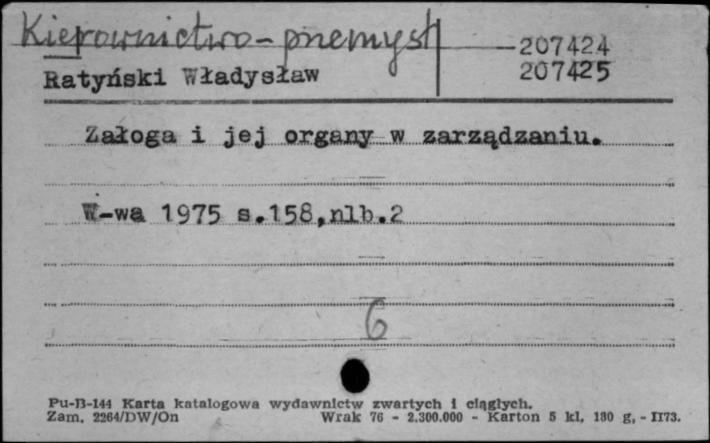 Kierownictwo - przemysł
207424
Ratyński Władysław
207425
Załoga i jej organy w zarządzaniu.
W-wa 1975 s.158,nlb.2
6
Pu-B-144 Karta katalogowa wydawnictw zwartych i ciągłych.
Zam. 2264/DW/On Wrak 76 - 2.300.000 - Karton 5 kl. 180 g. - II73.